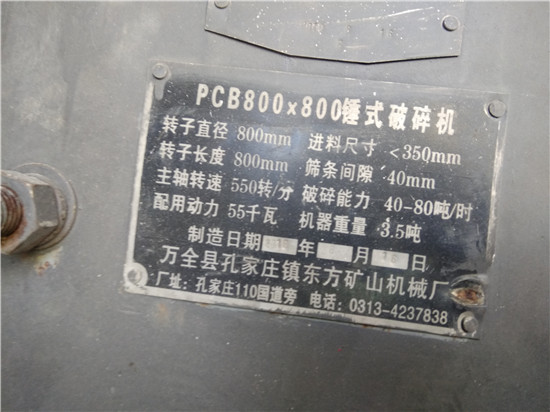 PCB800×800锤式破碎机
转子直径 800mm 进料尺寸 <350mm
转子长度 800mm 筛条间隙 40mm
主轴转速 550转/分 破碎能力 40-80吨/时
配用动力 55千瓦 机器重量 3.5吨
制造日期 年 月 日
万全县孔家庄镇东方矿山机械厂
厂址: 孔家庄110国道旁 电话: 0313-4237838